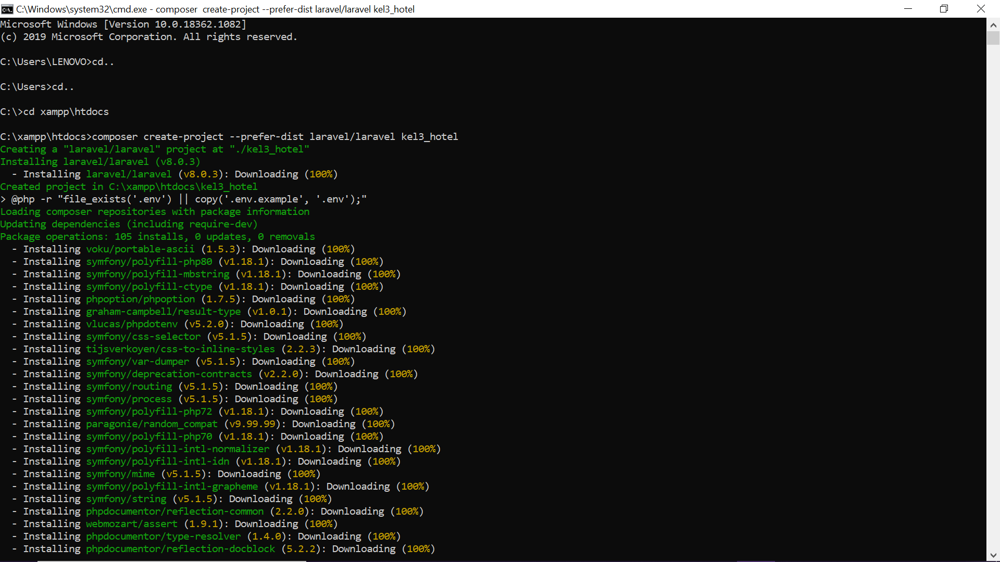 C:\Windows\system32\cmd.exe - composer  create-project --prefer-dist laravel/laravel kel3_hotel
Microsoft Windows [Version 10.0.18362.1082]
(c) 2019 Microsoft Corporation. All rights reserved.
C:\Users\LENOVO>cd..
C:\Users>cd..
C:\>cd xampp\htdocs
C:\xampp\htdocs>composer create-project --prefer-dist laravel/laravel kel3_hotel
Creating a "laravel/laravel" project at "./kel3_hotel"
Installing laravel/laravel (v8.0.3)
  - Installing laravel/laravel (v8.0.3): Downloading (100%)
Created project in C:\xampp\htdocs\kel3_hotel
> @php -r "file_exists('.env') || copy('.env.example', '.env');"
Loading composer repositories with package information
Updating dependencies (including require-dev)
Package operations: 105 installs, 0 updates, 0 removals
  - Installing voku/portable-ascii (1.5.3): Downloading (100%)
  - Installing symfony/polyfill-php80 (v1.18.1): Downloading (100%)
  - Installing symfony/polyfill-mbstring (v1.18.1): Downloading (100%)
  - Installing symfony/polyfill-ctype (v1.18.1): Downloading (100%)
  - Installing phpoption/phpoption (1.7.5): Downloading (100%)
  - Installing graham-campbell/result-type (v1.0.1): Downloading (100%)
  - Installing vlucas/phpdotenv (v5.2.0): Downloading (100%)
  - Installing symfony/css-selector (v5.1.5): Downloading (100%)
  - Installing tijsverkoyen/css-to-inline-styles (2.2.3): Downloading (100%)
  - Installing symfony/var-dumper (v5.1.5): Downloading (100%)
  - Installing symfony/deprecation-contracts (v2.2.0): Downloading (100%)
  - Installing symfony/routing (v5.1.5): Downloading (100%)
  - Installing symfony/process (v5.1.5): Downloading (100%)
  - Installing symfony/polyfill-php72 (v1.18.1): Downloading (100%)
  - Installing paragonie/random_compat (v9.99.99): Downloading (100%)
  - Installing symfony/polyfill-php70 (v1.18.1): Downloading (100%)
  - Installing symfony/polyfill-intl-normalizer (v1.18.1): Downloading (100%)
  - Installing symfony/polyfill-intl-idn (v1.18.1): Downloading (100%)
  - Installing symfony/mime (v5.1.5): Downloading (100%)
  - Installing symfony/polyfill-intl-grapheme (v1.18.1): Downloading (100%)
  - Installing symfony/string (v5.1.5): Downloading (100%)
  - Installing phpdocumentor/reflection-common (2.2.0): Downloading (100%)
  - Installing webmozart/assert (1.9.1): Downloading (100%)
  - Installing phpdocumentor/type-resolver (1.4.0): Downloading (100%)
  - Installing phpdocumentor/reflection-docblock (5.2.2): Downloading (100%)